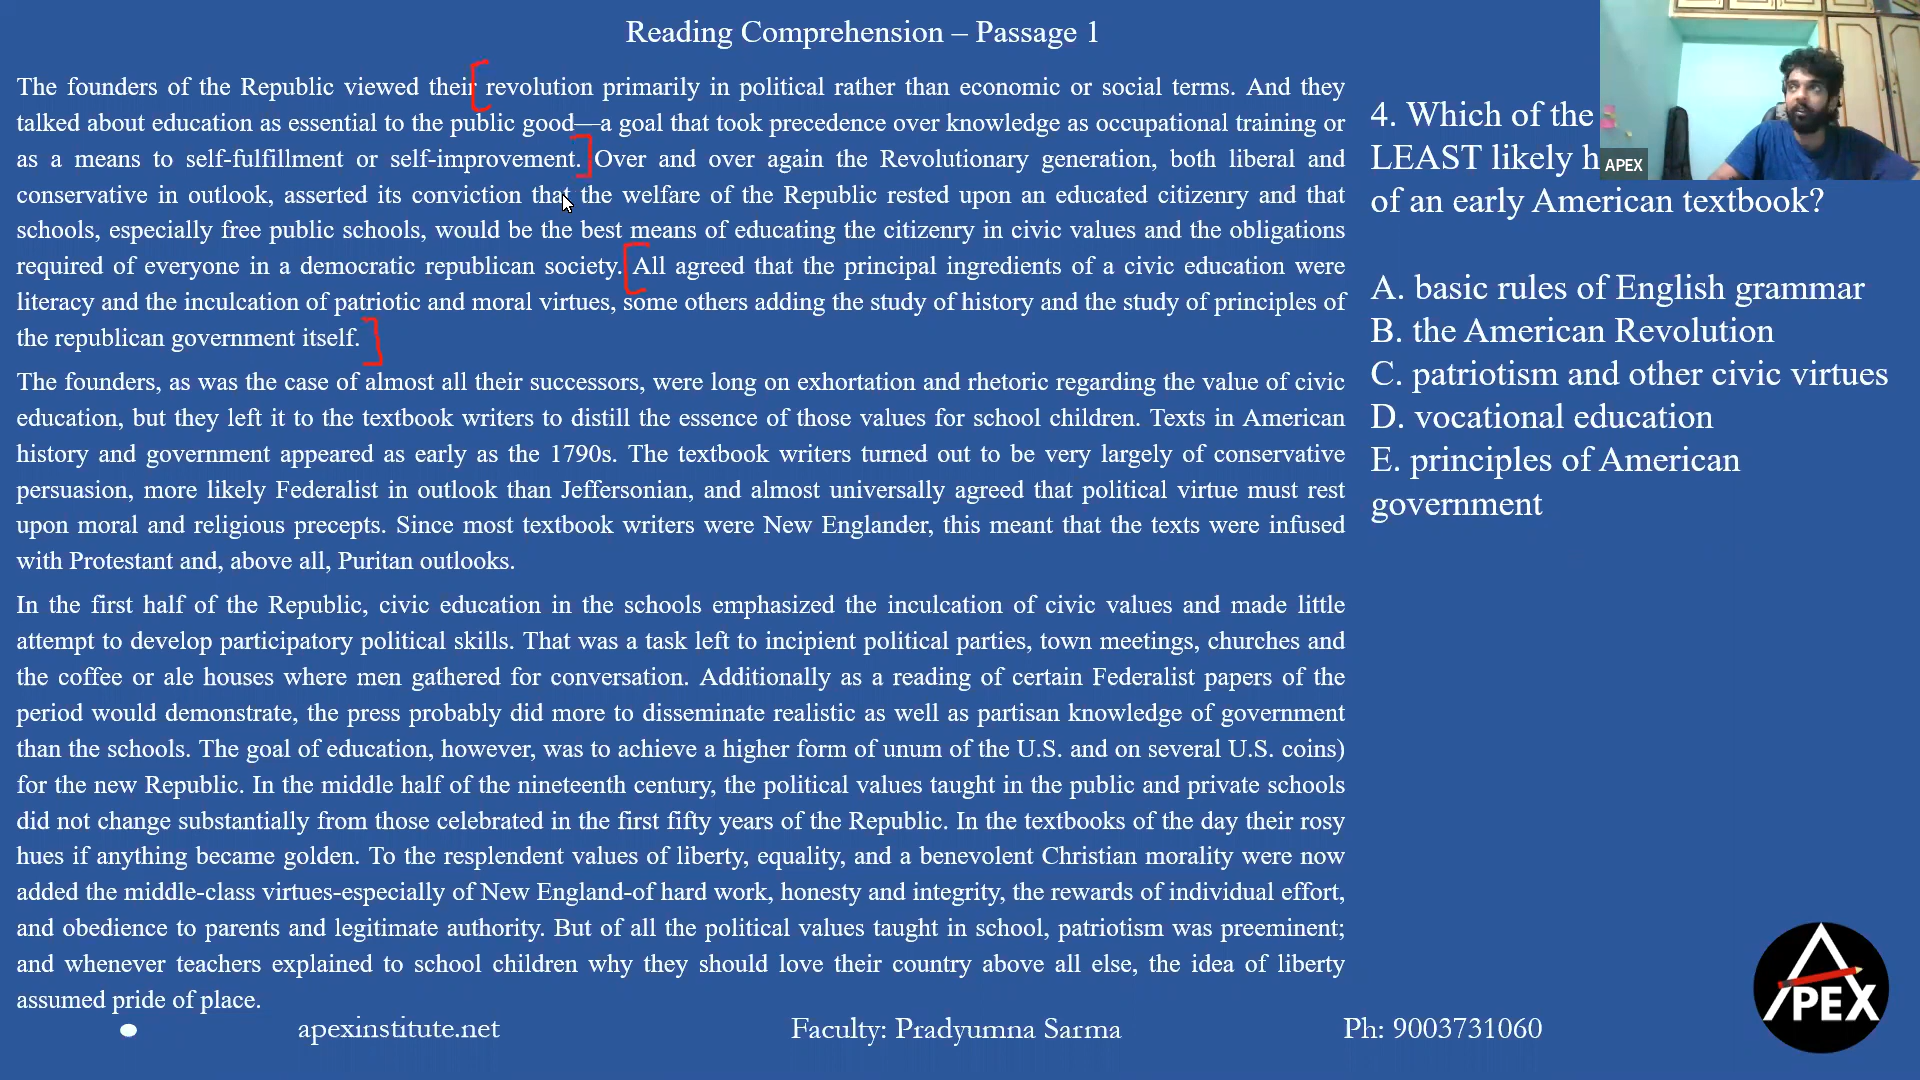 Reading Comprehension – Passage 1
The founders of the Republic viewed their revolution primarily in political rather than economic or social terms. And they
talked about education as essential to the public good—a goal that took precedence over knowledge as occupational training or
as a means to self-fulfillment or self-improvement. Over and over again the Revolutionary generation, both liberal and
conservative in outlook, asserted its conviction that the welfare of the Republic rested upon an educated citizenry and that
schools, especially free public schools, would be the best means of educating the citizenry in civic values and the obligations
required of everyone in a democratic republican society. All agreed that the principal ingredients of a civic education were
literacy and the inculcation of patriotic and moral virtues, some others adding the study of history and the study of principles of
the republican government itself.
The founders, as was the case of almost all their successors, were long on exhortation and rhetoric regarding the value of civic
education, but they left it to the textbook writers to distill the essence of those values for school children. Texts in American
history and government appeared as early as the 1790s. The textbook writers turned out to be very largely of conservative
persuasion, more likely Federalist in outlook than Jeffersonian, and almost universally agreed that political virtue must rest
upon moral and religious precepts. Since most textbook writers were New Englander, this meant that the texts were infused
with Protestant and, above all, Puritan outlooks.
In the first half of the Republic, civic education in the schools emphasized the inculcation of civic values and made little
attempt to develop participatory political skills. That was a task left to incipient political parties, town meetings, churches and
the coffee or ale houses where men gathered for conversation. Additionally as a reading of certain Federalist papers of the
period would demonstrate, the press probably did more to disseminate realistic as well as partisan knowledge of government
than the schools. The goal of education, however, was to achieve a higher form of unum of the U.S. and on several U.S. coins)
for the new Republic. In the middle half of the nineteenth century, the political values taught in the public and private schools
did not change substantially from those celebrated in the first fifty years of the Republic. In the textbooks of the day their rosy
hues if anything became golden. To the resplendent values of liberty, equality, and a benevolent Christian morality were now
added the middle-class virtues-especially of New England-of hard work, honesty and integrity, the rewards of individual effort,
and obedience to parents and legitimate authority. But of all the political values taught in school, patriotism was preeminent;
and whenever teachers explained to school children why they should love their country above all else, the idea of liberty
assumed pride of place.
4. Which of the
LEAST likely h
of an early American textbook?
A. basic rules of English grammar
B. the American Revolution
C. patriotism and other civic virtues
D. vocational education
E. principles of American
government
APEX
apexinstitute.net
Faculty: Pradyumna Sarma
Ph: 9003731060
APEX